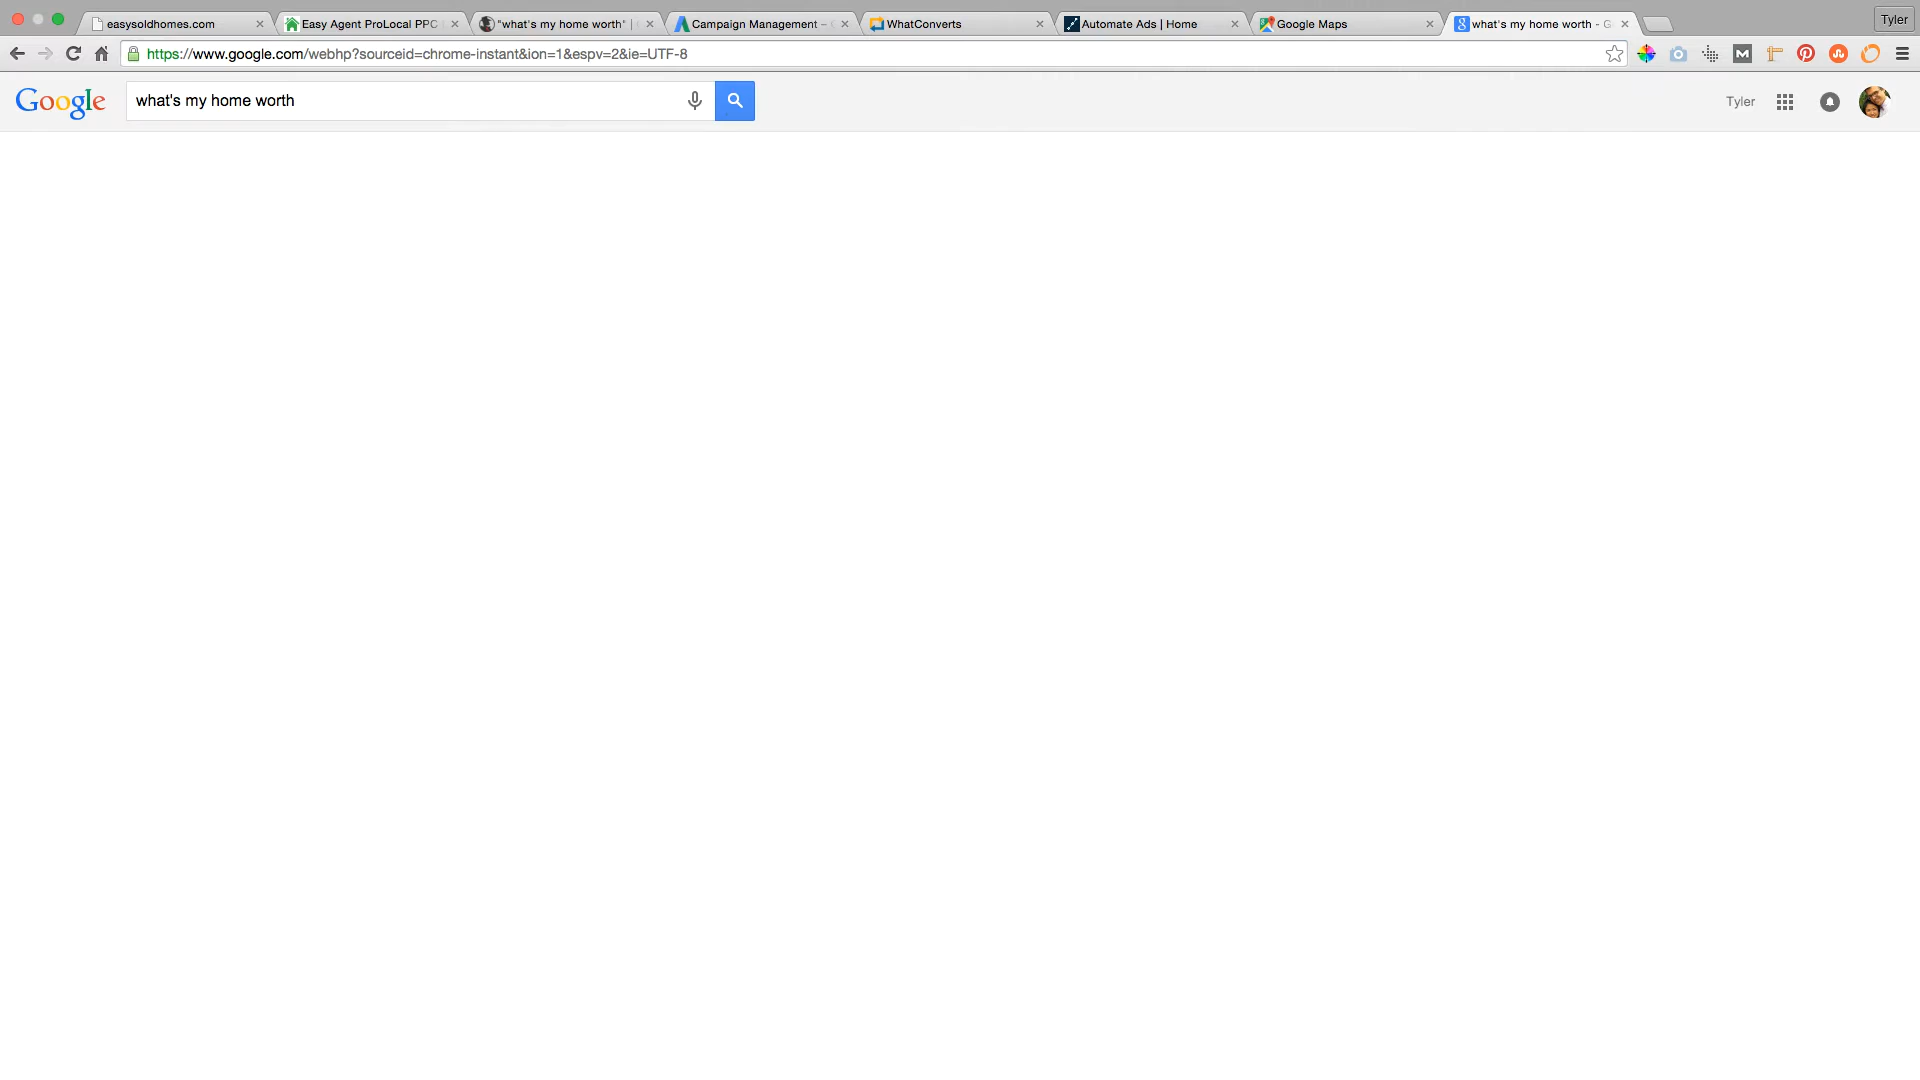 easysoldhomes.com
Easy Agent ProLocal PPC
"what's my home worth" |
Campaign Management –
WhatConverts
Automate Ads | Home
Google Maps
what's my home worth - G
Tyler
https://www.google.com/webhp?sourceid=chrome-instant&ion=1&espv=2&ie=UTF-8
Google
what's my home worth
Tyler